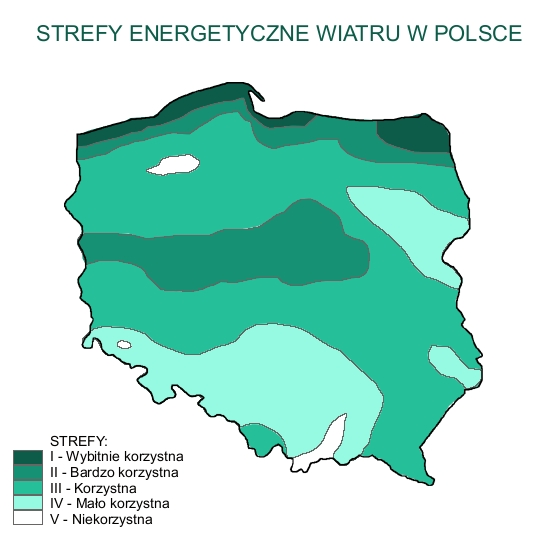 STREFY ENERGETYCZNE WIATRU W POLSCE
STREFY:
I - Wybitnie korzystna
II - Bardzo korzystna
III - Korzystna
IV - Mało korzystna
V - Niekorzystna